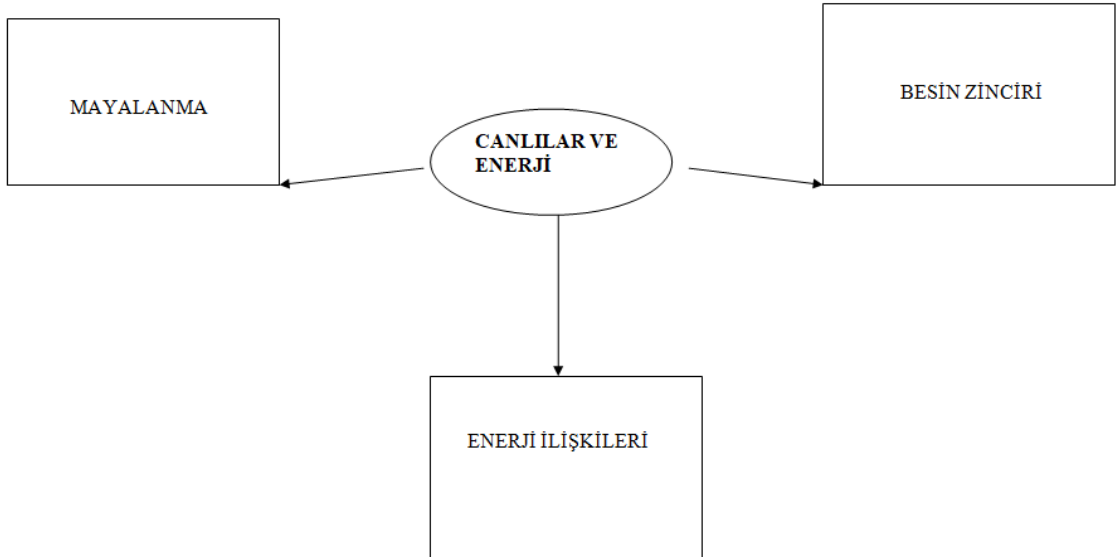 MAYALANMA
BESİN ZİNCİRİ
CANLILAR VE
ENERJİ
ENERJİ İLİŞKİLERİ